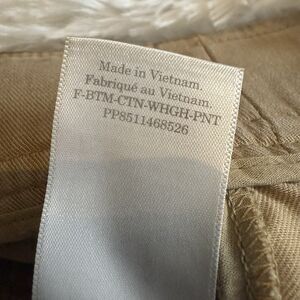 Made in Vietnam.
Fabriqué au Vietnam.
F-BTM-CTN-WHGH-PNT
PP8511468526